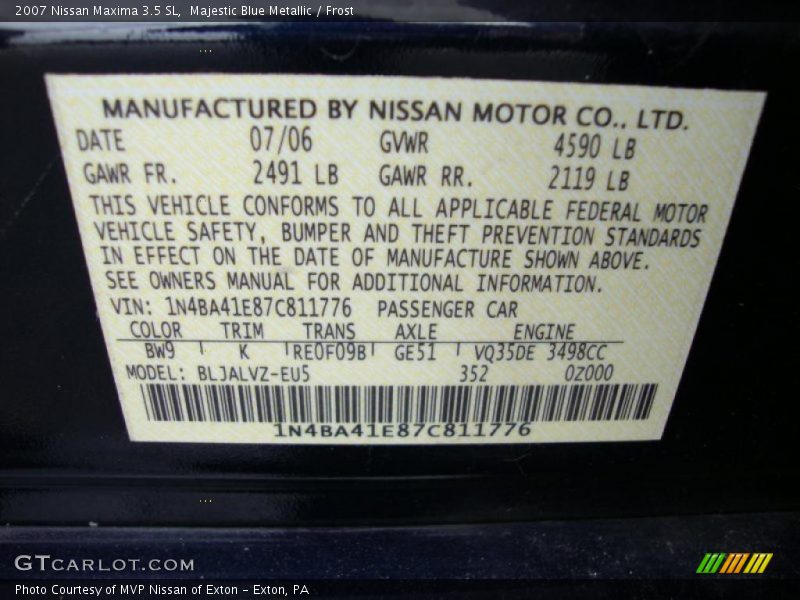 2007 Nissan Maxima 3.5 SL,  Majestic Blue Metallic / Frost
MANUFACTURED BY NISSAN MOTOR CO., LTD.
DATE 07/06 GVWR 4590 LB
GAWR FR. 2491 LB GAWR RR. 2119 LB
THIS VEHICLE CONFORMS TO ALL APPLICABLE FEDERAL MOTOR
VEHICLE SAFETY, BUMPER AND THEFT PREVENTION STANDARDS
IN EFFECT ON THE DATE OF MANUFACTURE SHOWN ABOVE.
SEE OWNERS MANUAL FOR ADDITIONAL INFORMATION.
VIN: 1N4BA41E87C811776 PASSENGER CAR
COLOR TRIM TRANS AXLE ENGINE
BW9 K RE0F09B GE51 VQ35DE 3498CC
MODEL: BLJALVZ-EU5 352 0Z000
1N4BA41E87C811776
GTCARLOT.COM
Photo Courtesy of MVP Nissan of Exton - Exton, PA